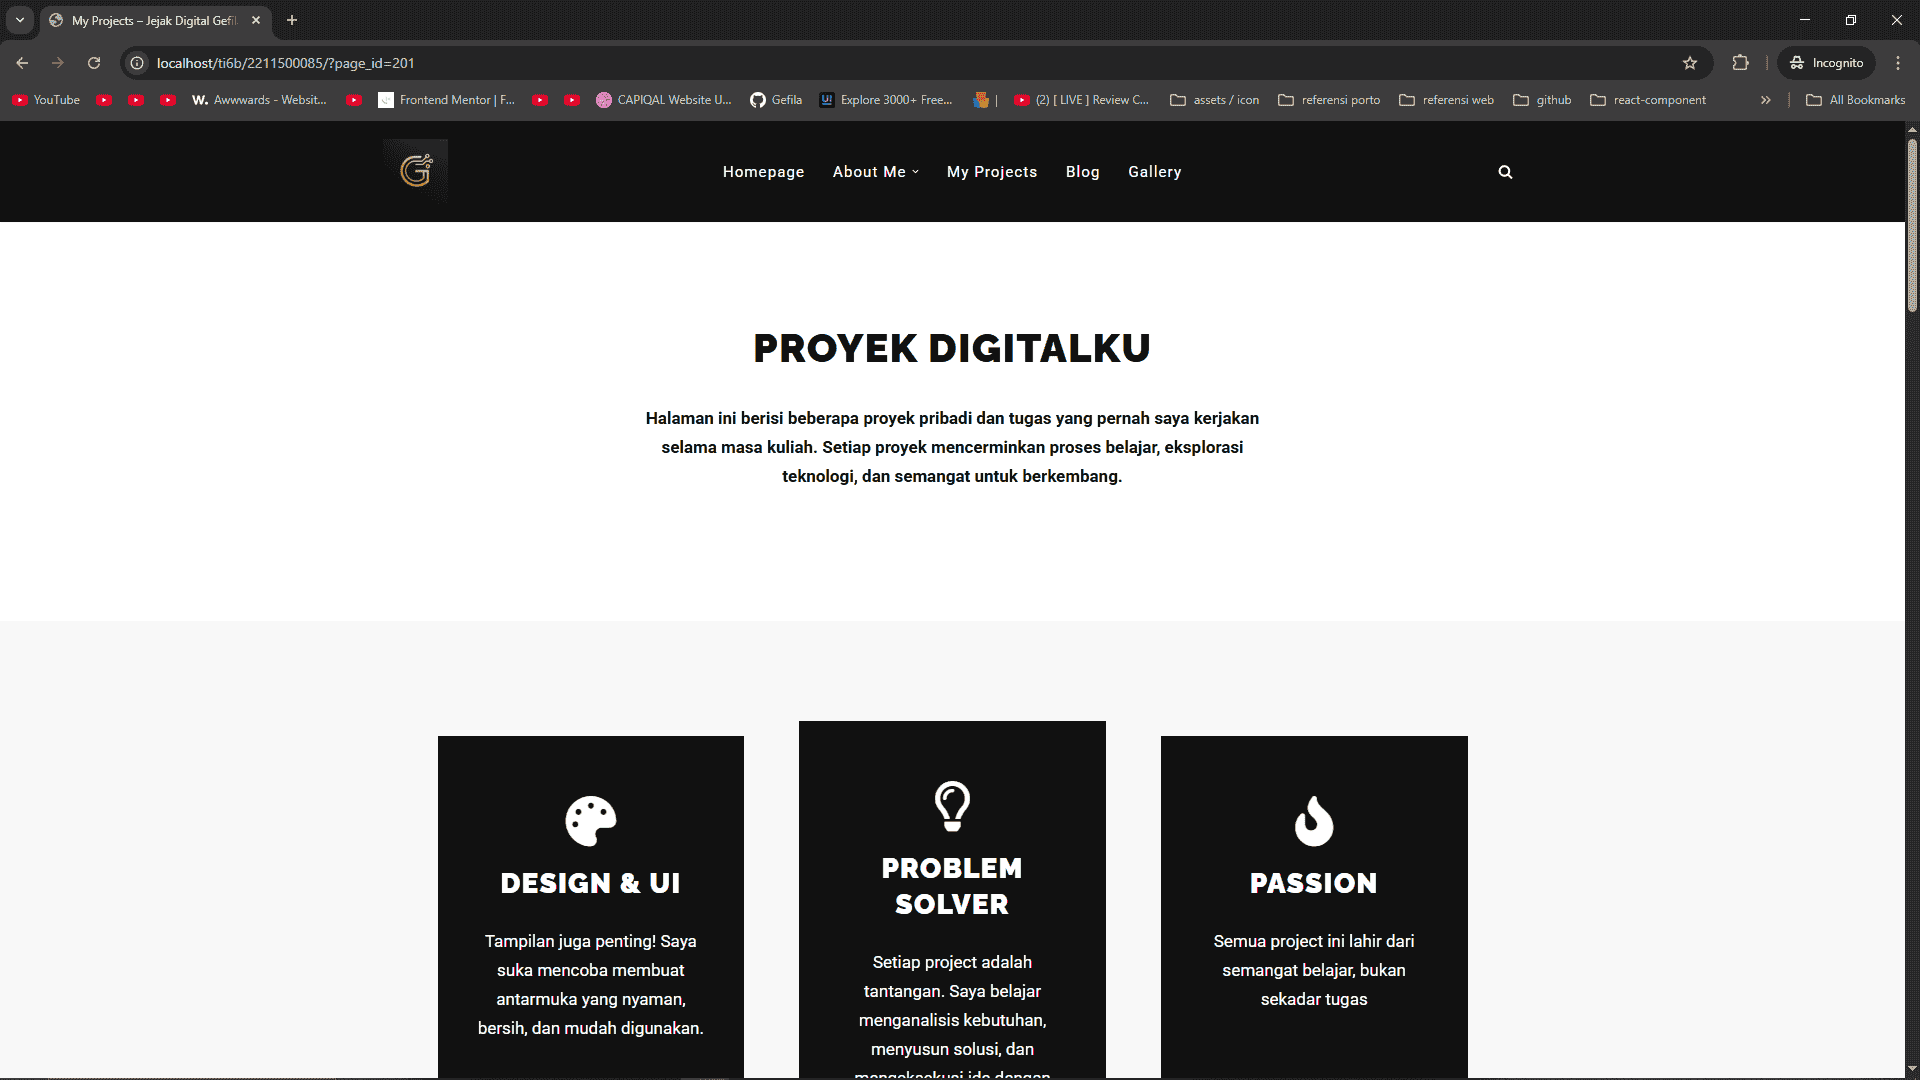 My Projects – Jejak Digital Gefil
localhost/ti6b/2211500085/?page_id=201
Incognito
YouTube
W. Awwwards - Websit...
Frontend Mentor | F...
CAPIQAL Website U...
Gefila
UI Explore 3000+ Free...
|
(2) [ LIVE ] Review C...
assets / icon
referensi porto
referensi web
github
react-component
All Bookmarks
G
Homepage
About Me
My Projects
Blog
Gallery
PROYEK DIGITALKU
Halaman ini berisi beberapa proyek pribadi dan tugas yang pernah saya kerjakan
selama masa kuliah. Setiap proyek mencerminkan proses belajar, eksplorasi
teknologi, dan semangat untuk berkembang.
DESIGN & UI
Tampilan juga penting! Saya
suka mencoba membuat
antarmuka yang nyaman,
bersih, dan mudah digunakan.
PROBLEM
SOLVER
Setiap project adalah
tantangan. Saya belajar
menganalisis kebutuhan,
menyusun solusi, dan
mengeksekusi ide dengan
PASSION
Semua project ini lahir dari
semangat belajar, bukan
sekadar tugas